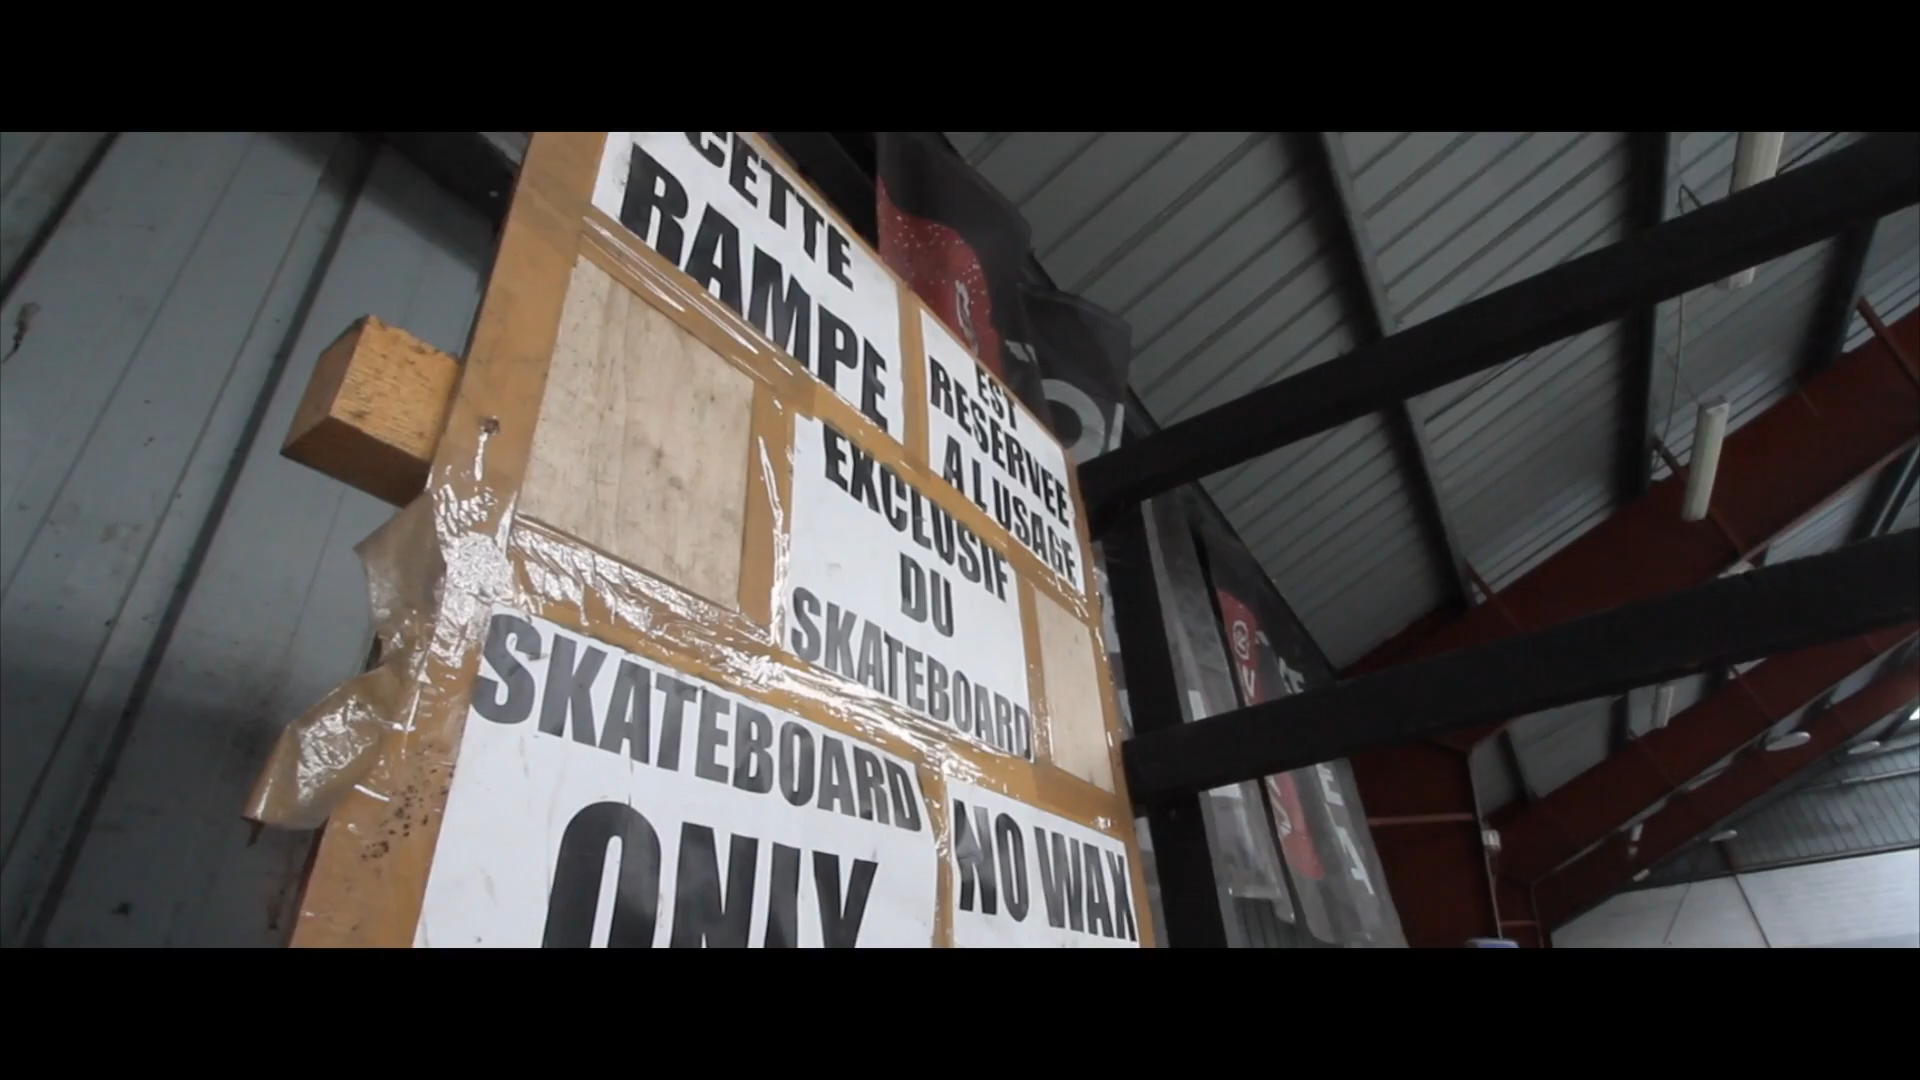 CETTE
RAMPE
EST
RESERVEE
A L USAGE
EXCLUSIF
DU
SKATEBOARD
SKATEBOARD
ONLY
NO WAX